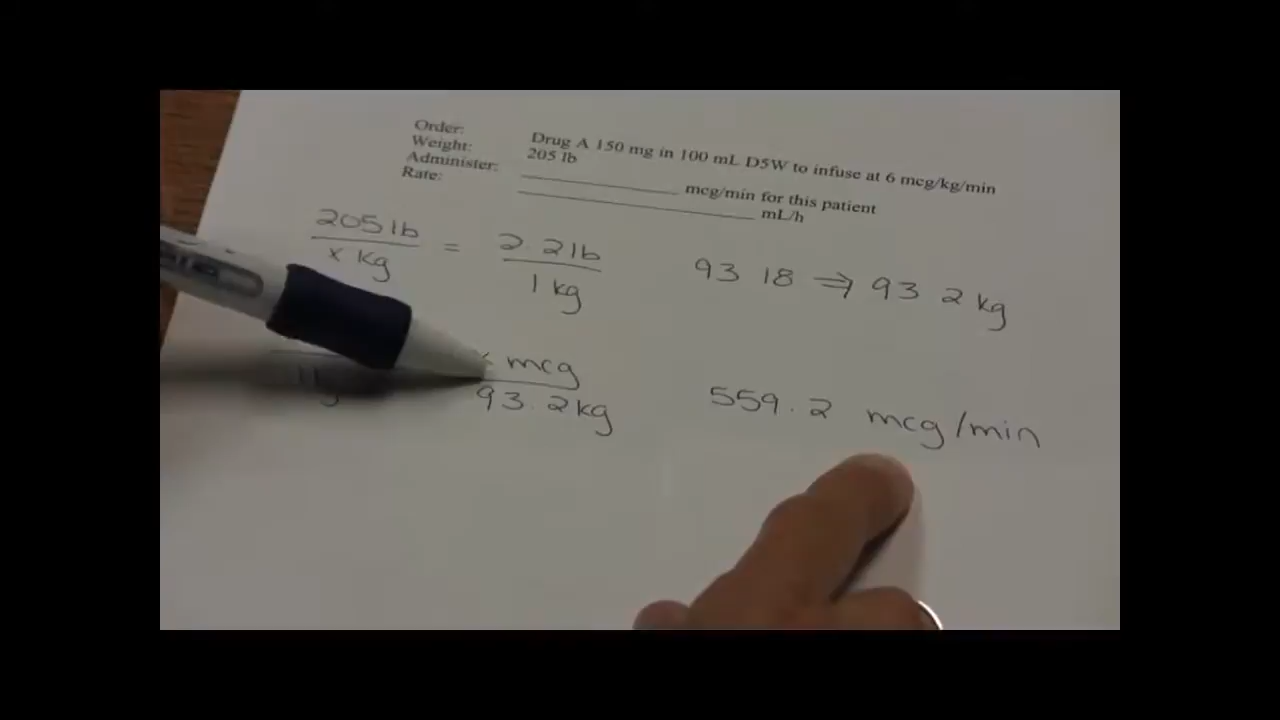 Order: Drug A 150 mg in 100 mL D5W to infuse at 6 mcg/kg/min
Weight: 205 lb
Administer: ____________ mcg/min for this patient
Rate: ____________ mL/h
205 lb / x kg = 2.2 lb / 1 kg
93 18 ⇒ 93 2 kg
mcg / 93.2 kg
559.2 mcg/min